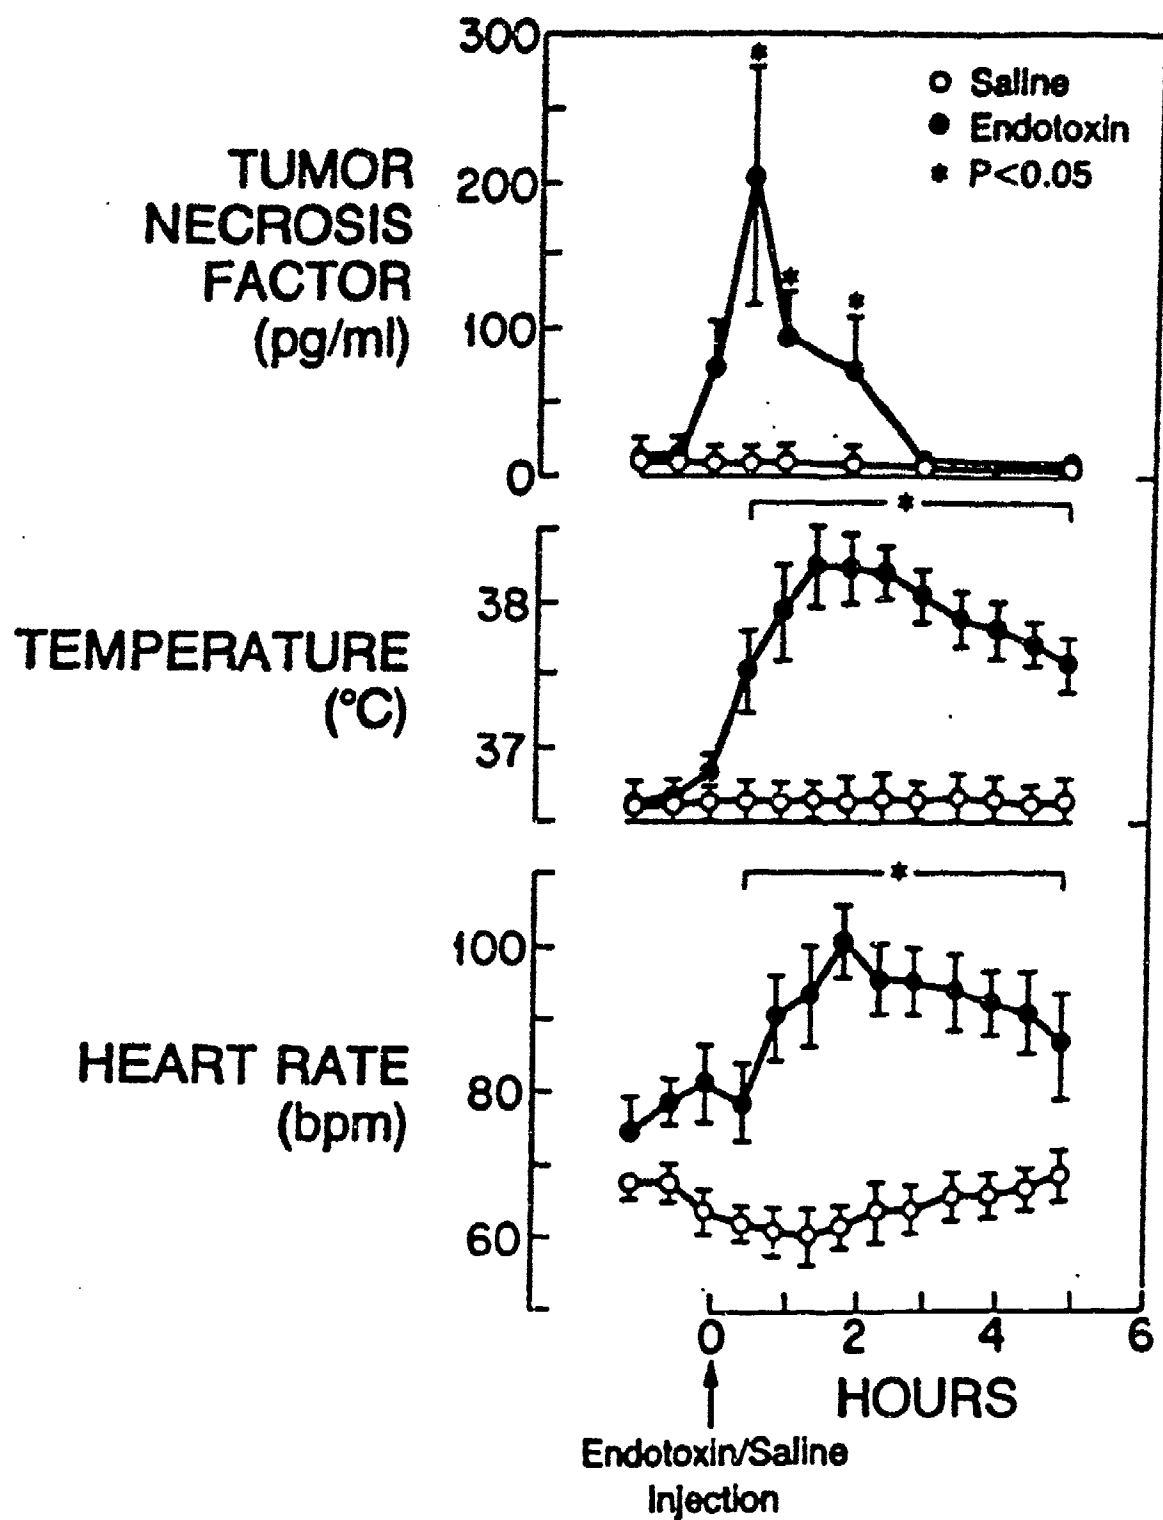 300
○ Saline
● Endotoxin
* P<0.05
TUMOR
NECROSIS
FACTOR
(pg/ml)
200
100
0
*
*
*
*
38
37
TEMPERATURE
(°C)
*
100
80
60
HEART RATE
(bpm)
0 2 4 6
HOURS
Endotoxin/Saline
Injection